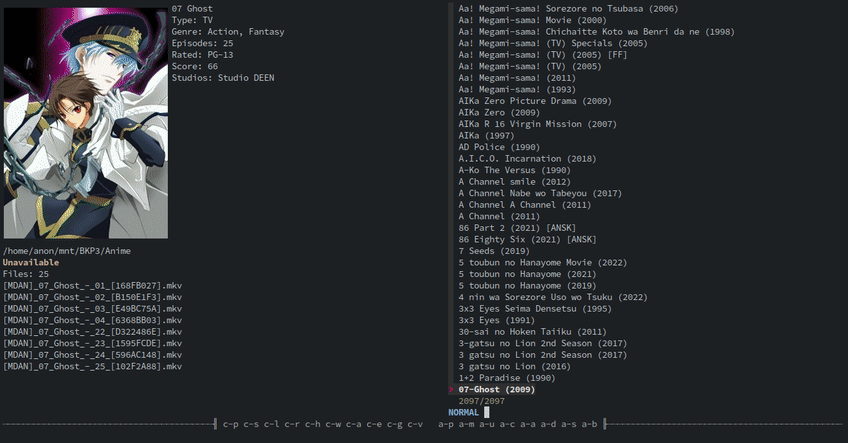 07 Ghost
Type: TV
Genre: Action, Fantasy
Episodes: 25
Rated: PG-13
Score: 66
Studios: Studio DEEN
/home/anon/mnt/BKP3/Anime
Unavailable
Files: 25
[MDAN]_07_Ghost_-_01_[168FB027].mkv
[MDAN]_07_Ghost_-_02_[B150E1F3].mkv
[MDAN]_07_Ghost_-_03_[E49BC75A].mkv
[MDAN]_07_Ghost_-_04_[6368BB03].mkv
[MDAN]_07_Ghost_-_22_[D322486E].mkv
[MDAN]_07_Ghost_-_23_[1595FCDE].mkv
[MDAN]_07_Ghost_-_24_[596AC148].mkv
[MDAN]_07_Ghost_-_25_[102F2A88].mkv
Aa! Megami-sama! Sorezore no Tsubasa (2006)
Aa! Megami-sama! Movie (2000)
Aa! Megami-sama! Chichaitte Koto wa Benri da ne (1998)
Aa! Megami-sama! (TV) Specials (2005)
Aa! Megami-sama! (TV) (2005) [FF]
Aa! Megami-sama! (TV) (2005)
Aa! Megami-sama! (2011)
Aa! Megami-sama! (1993)
AIKa Zero Picture Drama (2009)
AIKa Zero (2009)
AIKa R 16 Virgin Mission (2007)
AIKa (1997)
AD Police (1990)
A.I.C.O. Incarnation (2018)
A-Ko The Versus (1990)
A Channel smile (2012)
A Channel Nabe wo Tabeyou (2017)
A Channel A Channel (2011)
A Channel (2011)
86 Part 2 (2021) [ANSK]
86 Eighty Six (2021) [ANSK]
7 Seeds (2019)
5 toubun no Hanayome Movie (2022)
5 toubun no Hanayome (2021)
5 toubun no Hanayome (2019)
4 nin wa Sorezore Uso wo Tsuku (2022)
3x3 Eyes Seima Densetsu (1995)
3x3 Eyes (1991)
30-sai no Hoken Taiiku (2011)
3-gatsu no Lion 2nd Season (2017)
3 gatsu no Lion 2nd Season (2017)
3 gatsu no Lion (2016)
1+2 Paradise (1990)
> 07-Ghost (2009)
2097/2097
NORMAL
c-p c-s c-l c-r c-h c-w c-a c-e c-g c-v a-p a-m a-u a-c a-a a-d a-s a-b